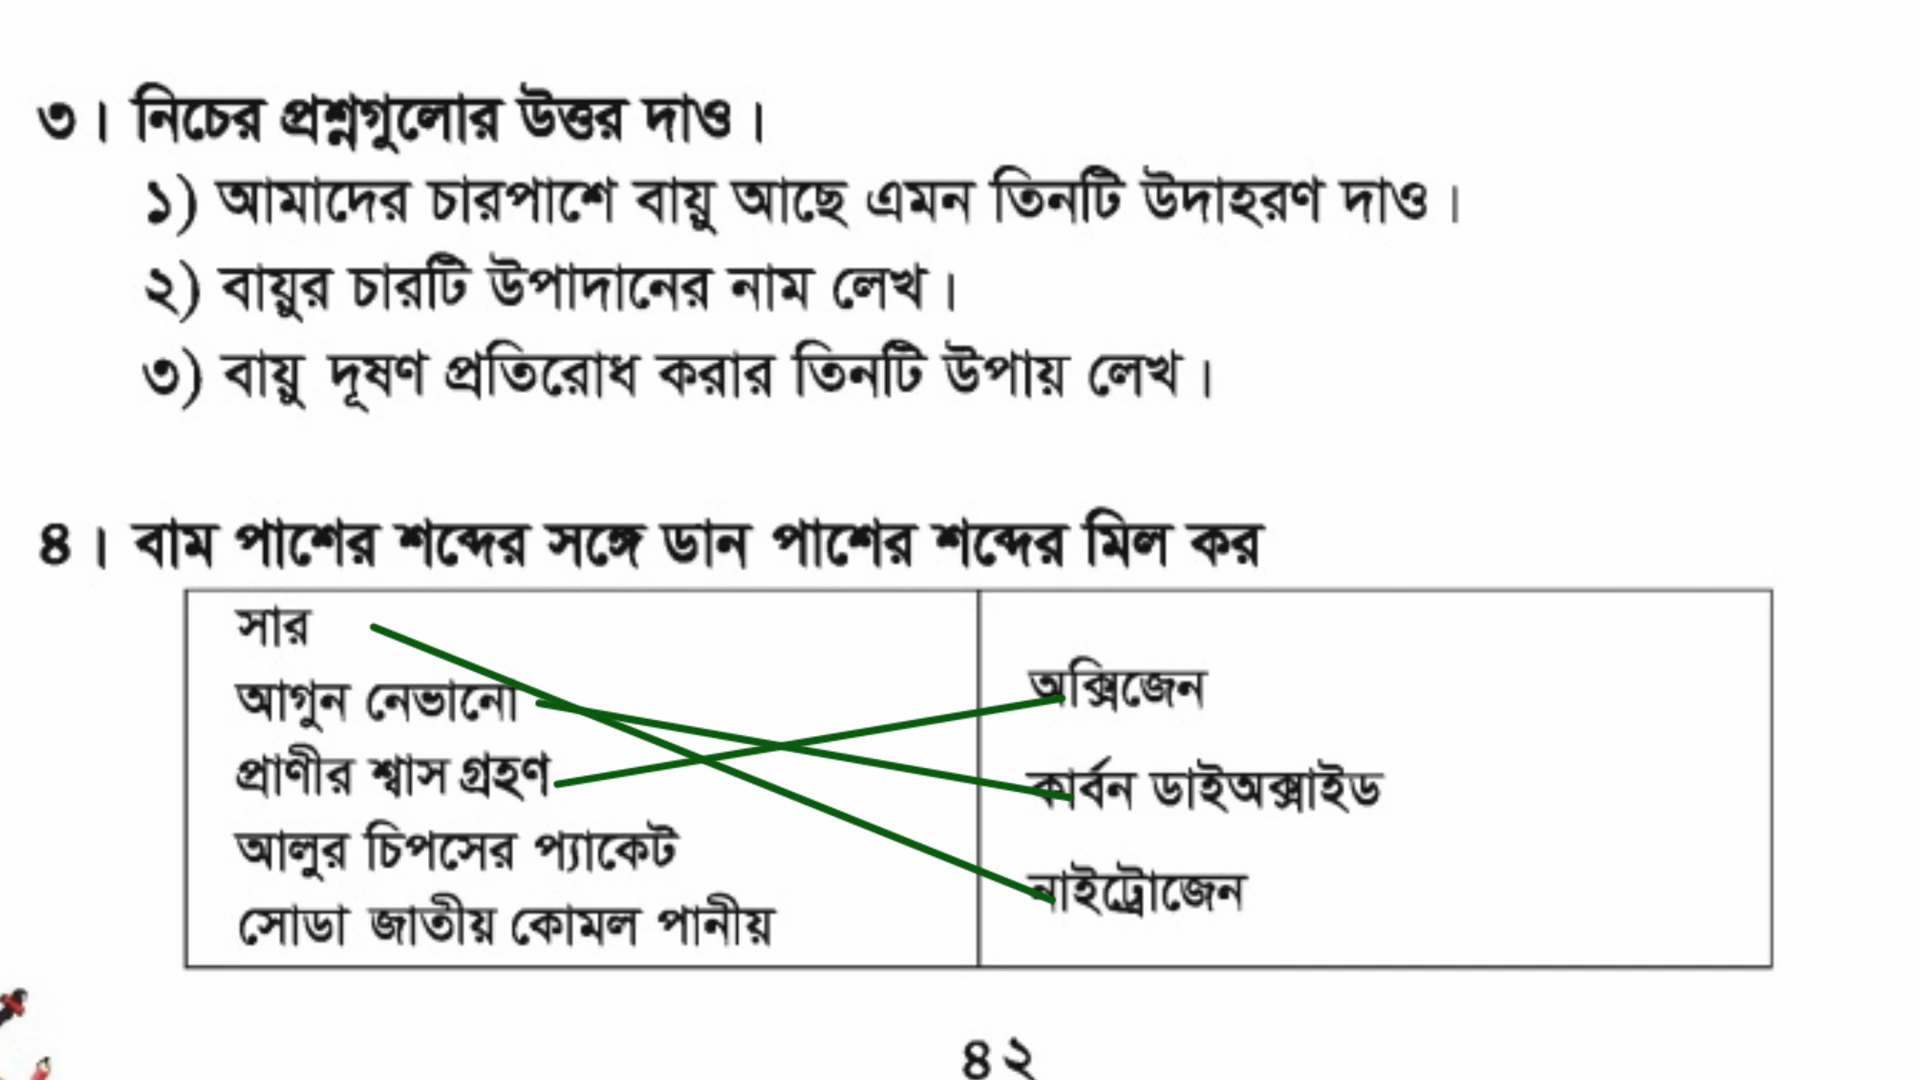 ৩। নিচের প্রশ্নগুলোর উত্তর দাও।
১) আমাদের চারপাশে বায়ু আছে এমন তিনটি উদাহরণ দাও।
২) বায়ুর চারটি উপাদানের নাম লেখ।
৩) বায়ু দূষণ প্রতিরোধ করার তিনটি উপায় লেখ।
৪। বাম পাশের শব্দের সঙ্গে ডান পাশের শব্দের মিল কর
সার
আগুন নেভানো
প্রাণীর শ্বাস গ্রহণ
আলুর চিপসের প্যাকেট
সোডা জাতীয় কোমল পানীয়
অক্সিজেন
কার্বন ডাইঅক্সাইড
নাইট্রোজেন
৪২